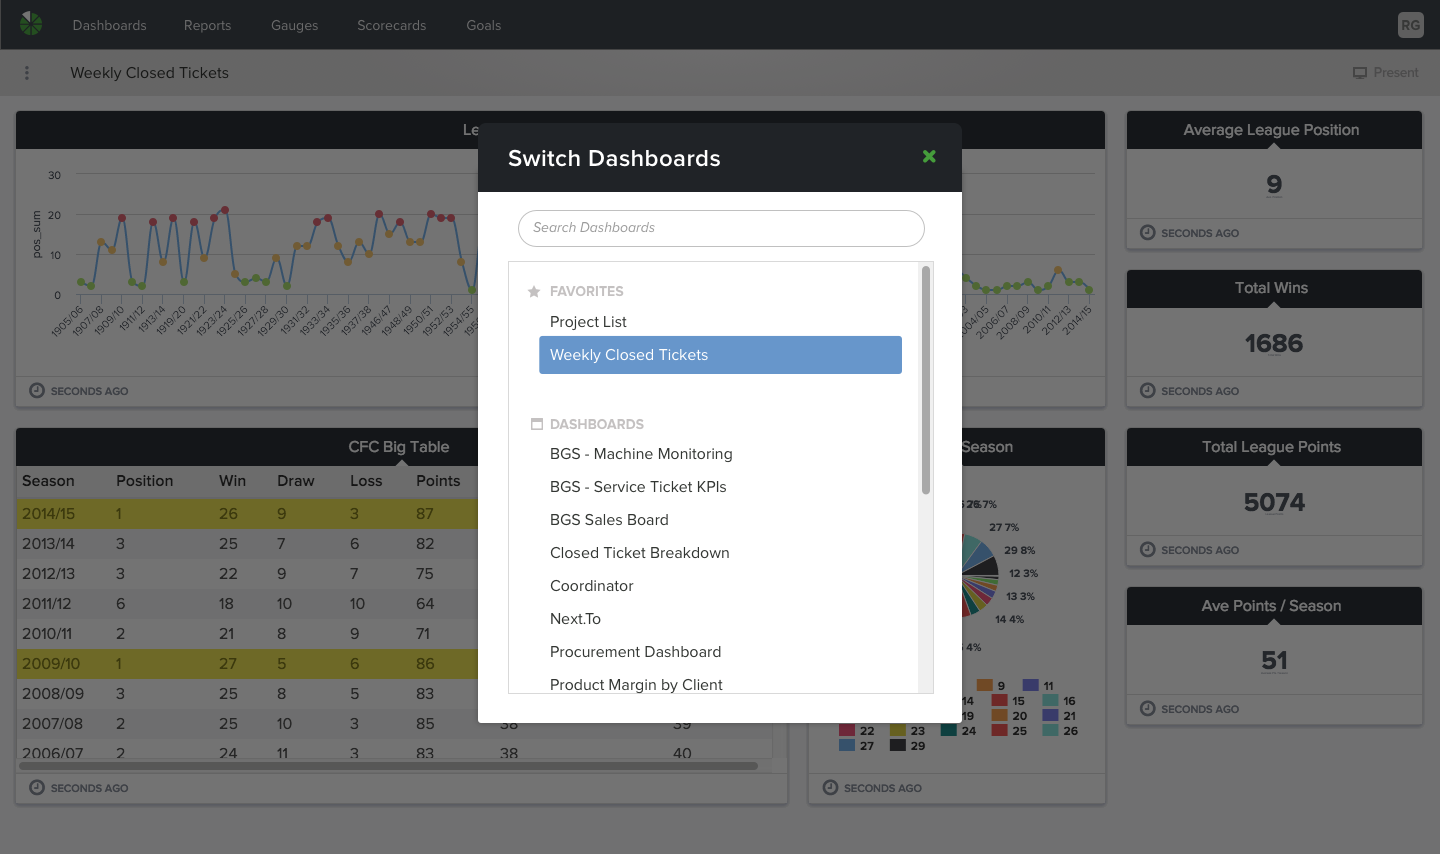 Dashboards Reports Gauges Scorecards Goals RG
Weekly Closed Tickets Present
Le
30
20
10
0
pos_sum
1905/06 1907/08 1909/10 1911/12 1913/14 1919/20 1921/22 1923/24 1925/26 1927/28 1929/30 1931/32 1933/34 1935/36 1937/38 1946/47 1948/49 1950/51 1952/53 1954/55
2006/07 2008/09 2010/11 2012/13 2014/15
SECONDS AGO
Average League Position
9
SECONDS AGO
Total Wins
1686
SECONDS AGO
Switch Dashboards
Search Dashboards
FAVORITES
Project List
Weekly Closed Tickets
DASHBOARDS
BGS - Machine Monitoring
BGS - Service Ticket KPIs
BGS Sales Board
Closed Ticket Breakdown
Coordinator
Next.To
Procurement Dashboard
Product Margin by Client
CFC Big Table
Season Position Win Draw Loss Points
2014/15 1 26 9 3 87
2013/14 3 25 7 6 82
2012/13 3 22 9 7 75
2011/12 6 18 10 10 64
2010/11 2 21 8 9 71
2009/10 1 27 5 6 86
2008/09 3 25 8 5 83
2007/08 2 25 10 3 85 38 39
2006/07 2 24 11 3 83 38 40
SECONDS AGO
Season
27 7%
29 8%
12 3%
13 3%
14 4%
4%
9 11
14 15 16
19 20 21
22 23 24 25 26
27 29
SECONDS AGO
Total League Points
5074
SECONDS AGO
Ave Points / Season
51
SECONDS AGO